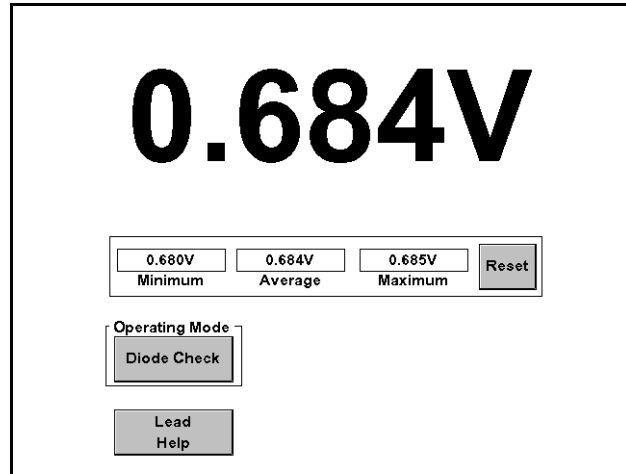 0.684V
0.680V 0.684V 0.685V
Minimum Average Maximum
Reset
Operating Mode
Diode Check
Lead
Help